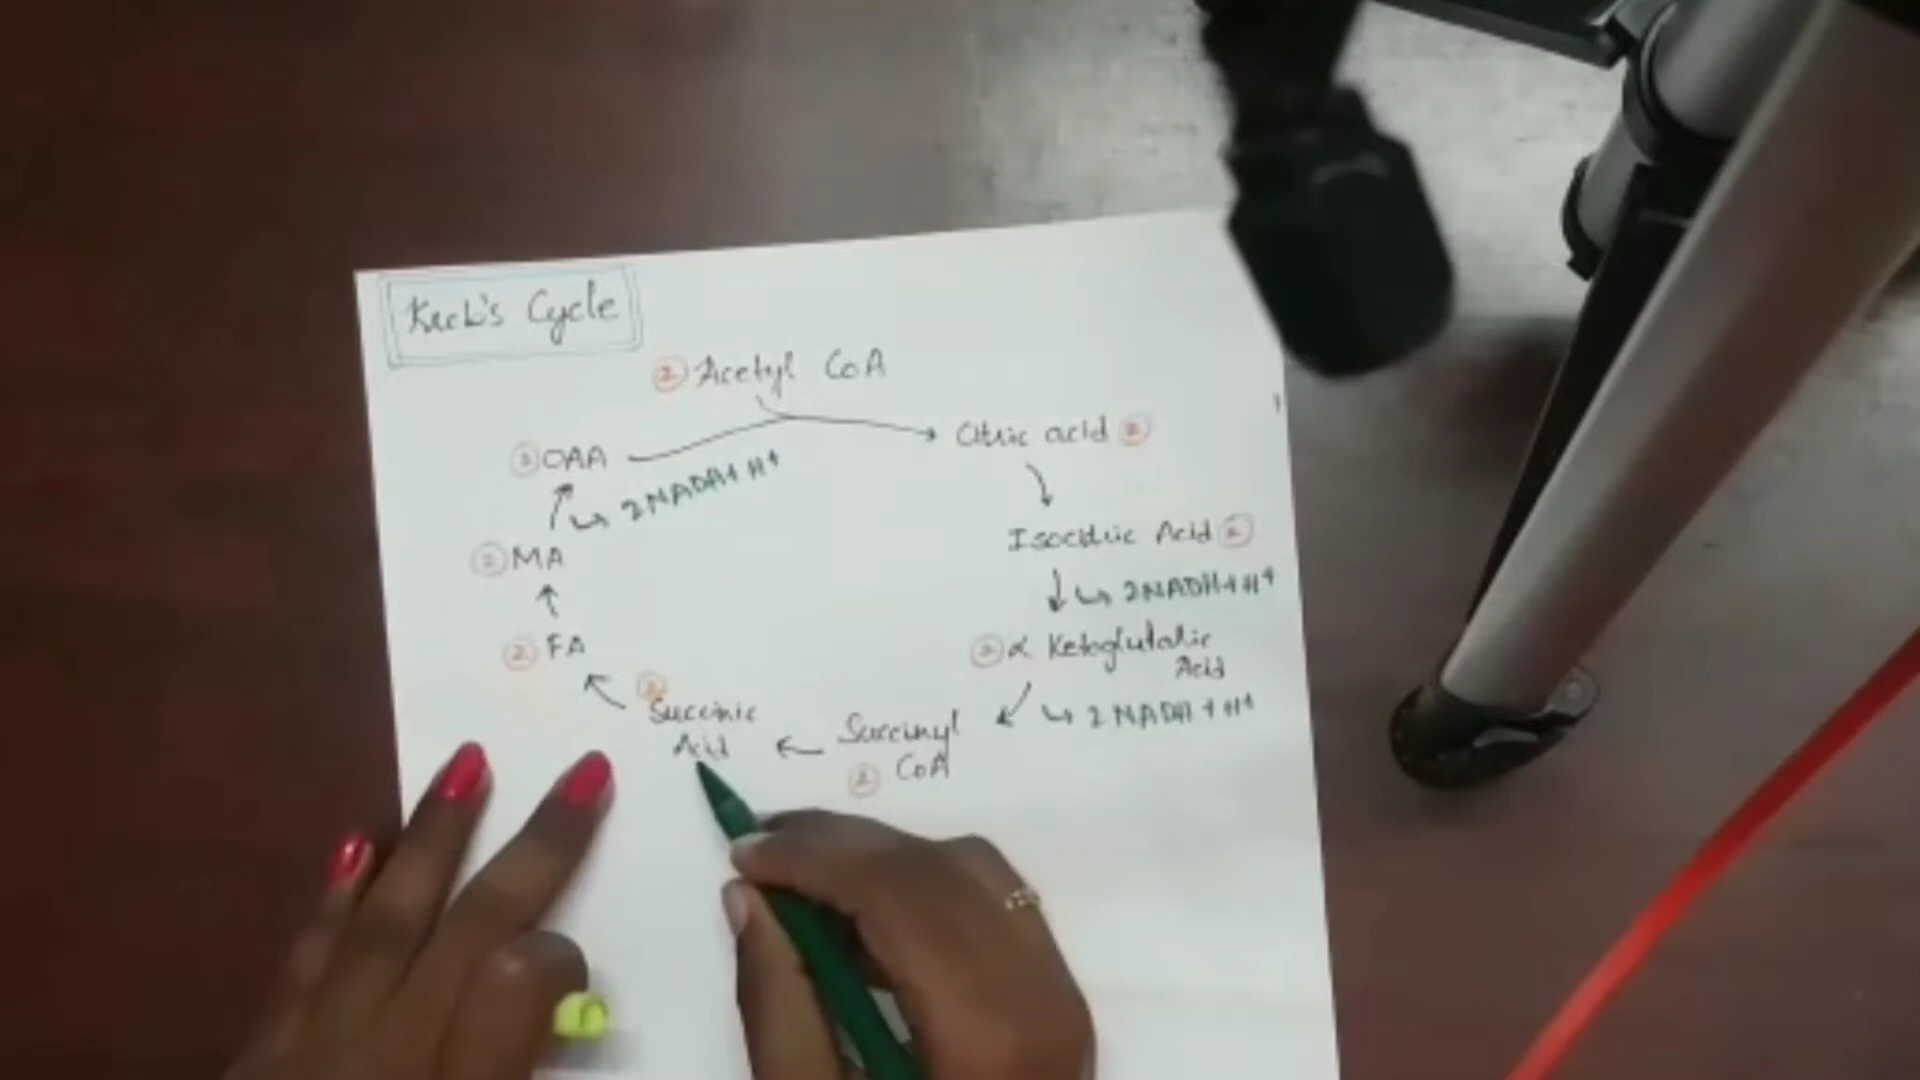 Kreb's Cycle
② Acetyl CoA
② OAA
Citric acid ②
2NADH+H⁺
Isocitric Acid ②
② MA
2NADH+H⁺
② FA
② α Ketoglutaric
Acid
②
Succinic
Acid
Succinyl
② CoA
2 NADH+H⁺